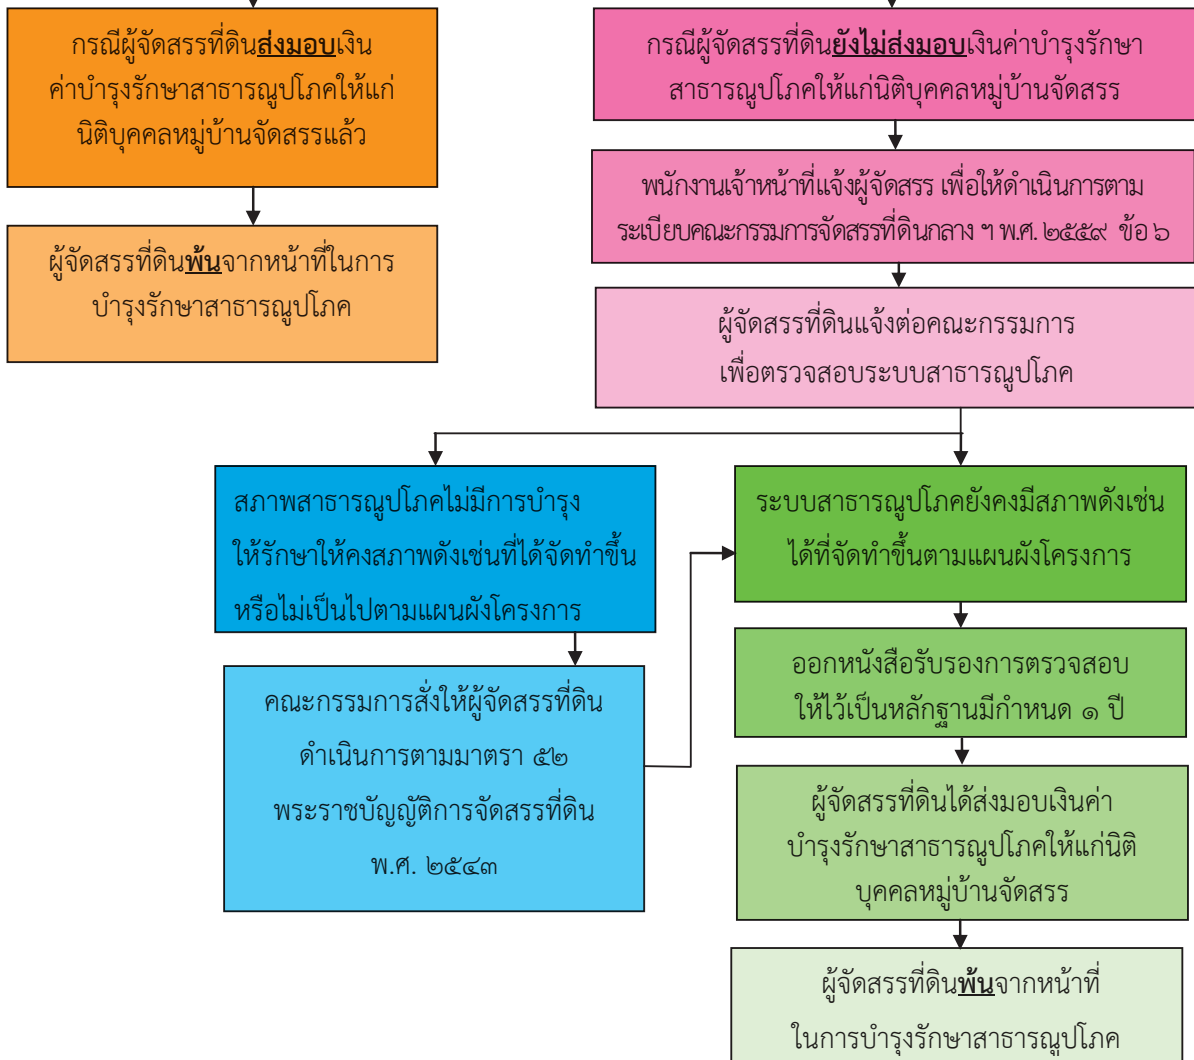 กรณีผู้จัดสรรที่ดินส่งมอบเงิน
ค่าบำรุงรักษาสาธารณูปโภคให้แก่
นิติบุคคลหมู่บ้านจัดสรรแล้ว
ผู้จัดสรรที่ดินพ้นจากหน้าที่ในการ
บำรุงรักษาสาธารณูปโภค
กรณีผู้จัดสรรที่ดินยังไม่ส่งมอบเงินค่าบำรุงรักษา
สาธารณูปโภคให้แก่นิติบุคคลหมู่บ้านจัดสรร
พนักงานเจ้าหน้าที่แจ้งผู้จัดสรร เพื่อให้ดำเนินการตาม
ระเบียบคณะกรรมการจัดสรรที่ดินกลาง ฯ พ.ศ. ๒๕๕๙ ข้อ ๖
ผู้จัดสรรที่ดินแจ้งต่อคณะกรรมการ
เพื่อตรวจสอบระบบสาธารณูปโภค
สภาพสาธารณูปโภคไม่มีการบำรุง
ให้รักษาให้คงสภาพดังเช่นที่ได้จัดทำขึ้น
หรือไม่เป็นไปตามแผนผังโครงการ
คณะกรรมการสั่งให้ผู้จัดสรรที่ดิน
ดำเนินการตามมาตรา ๕๒
พระราชบัญญัติการจัดสรรที่ดิน
พ.ศ. ๒๕๔๓
ระบบสาธารณูปโภคยังคงมีสภาพดังเช่น
ได้ที่จัดทำขึ้นตามแผนผังโครงการ
ออกหนังสือรับรองการตรวจสอบ
ให้ไว้เป็นหลักฐานมีกำหนด ๑ ปี
ผู้จัดสรรที่ดินได้ส่งมอบเงินค่า
บำรุงรักษาสาธารณูปโภคให้แก่นิติ
บุคคลหมู่บ้านจัดสรร
ผู้จัดสรรที่ดินพ้นจากหน้าที่
ในการบำรุงรักษาสาธารณูปโภค